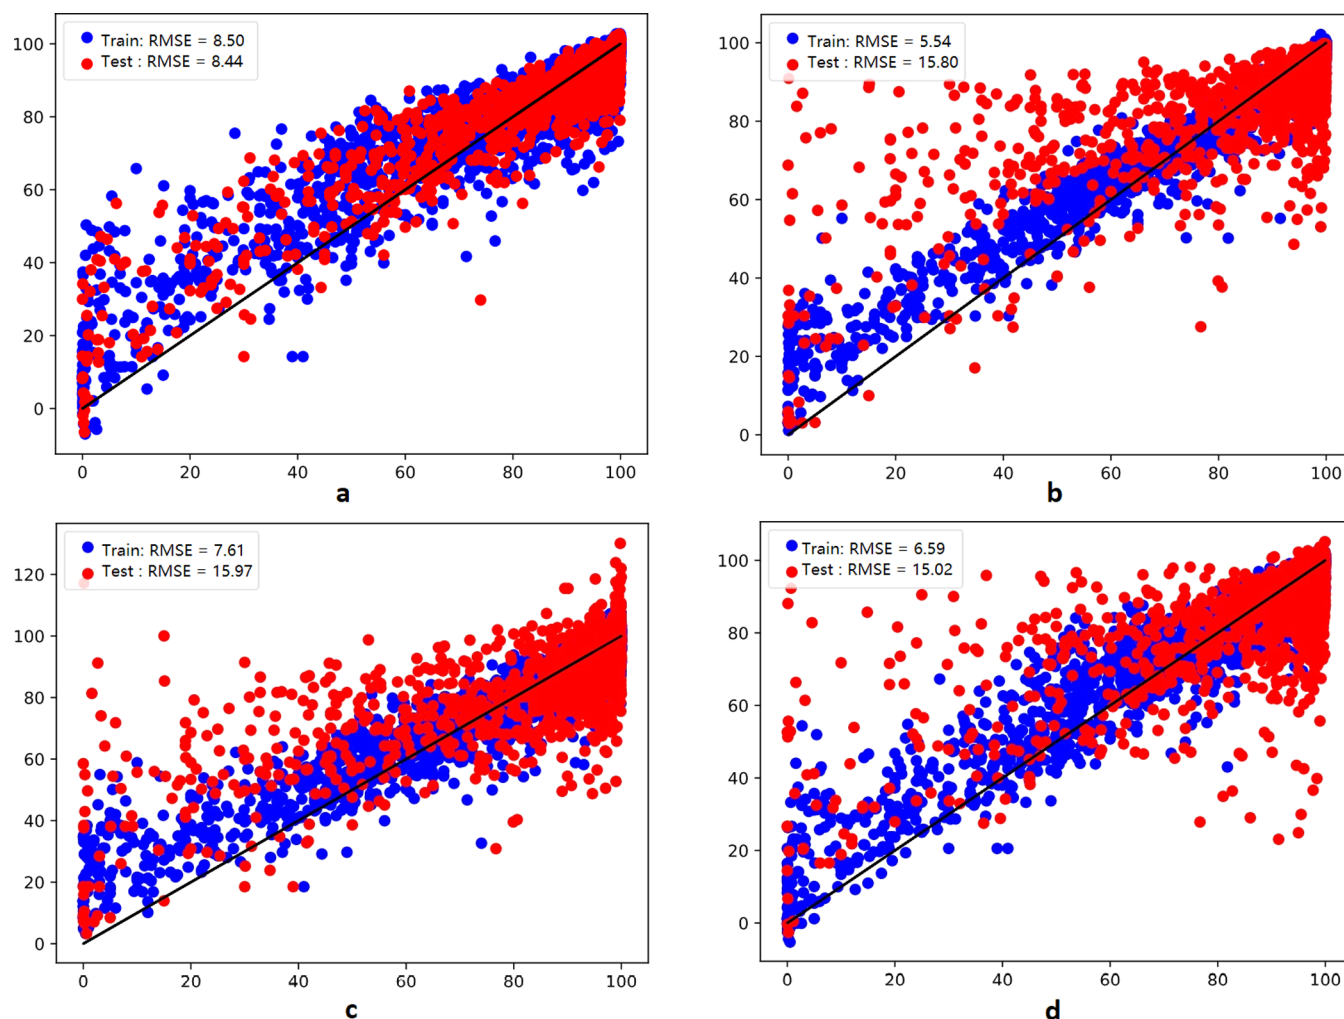 Train: RMSE = 8.50
Test : RMSE = 8.44
100
80
60
40
20
0
0 20 40 60 80 100
a
Train: RMSE = 5.54
Test : RMSE = 15.80
100
80
60
40
20
0
0 20 40 60 80 100
b
Train: RMSE = 7.61
Test : RMSE = 15.97
120
100
80
60
40
20
0
0 20 40 60 80 100
c
Train: RMSE = 6.59
Test : RMSE = 15.02
100
80
60
40
20
0
0 20 40 60 80 100
d